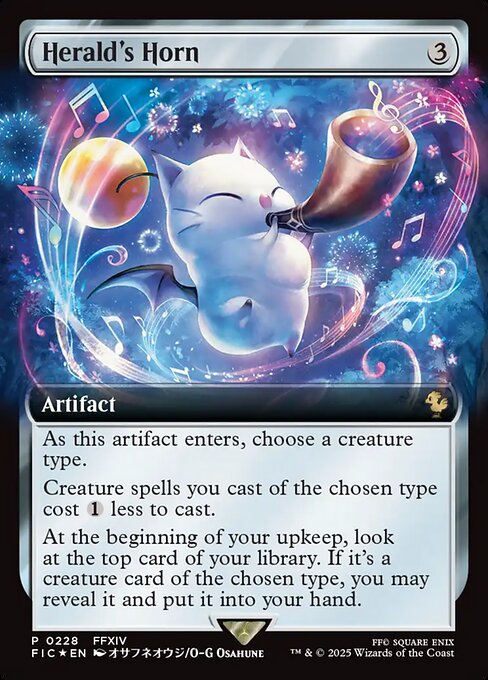 Herald's Horn 3
Artifact
As this artifact enters, choose a creature
type.
Creature spells you cast of the chosen type
cost 1 less to cast.
At the beginning of your upkeep, look
at the top card of your library. If it's a
creature card of the chosen type, you may
reveal it and put it into your hand.
P 0228 FFXIV FF© SQUARE ENIX
FIC★EN オサフネオウジ/O-G Osahune ™ & © 2025 Wizards of the Coast